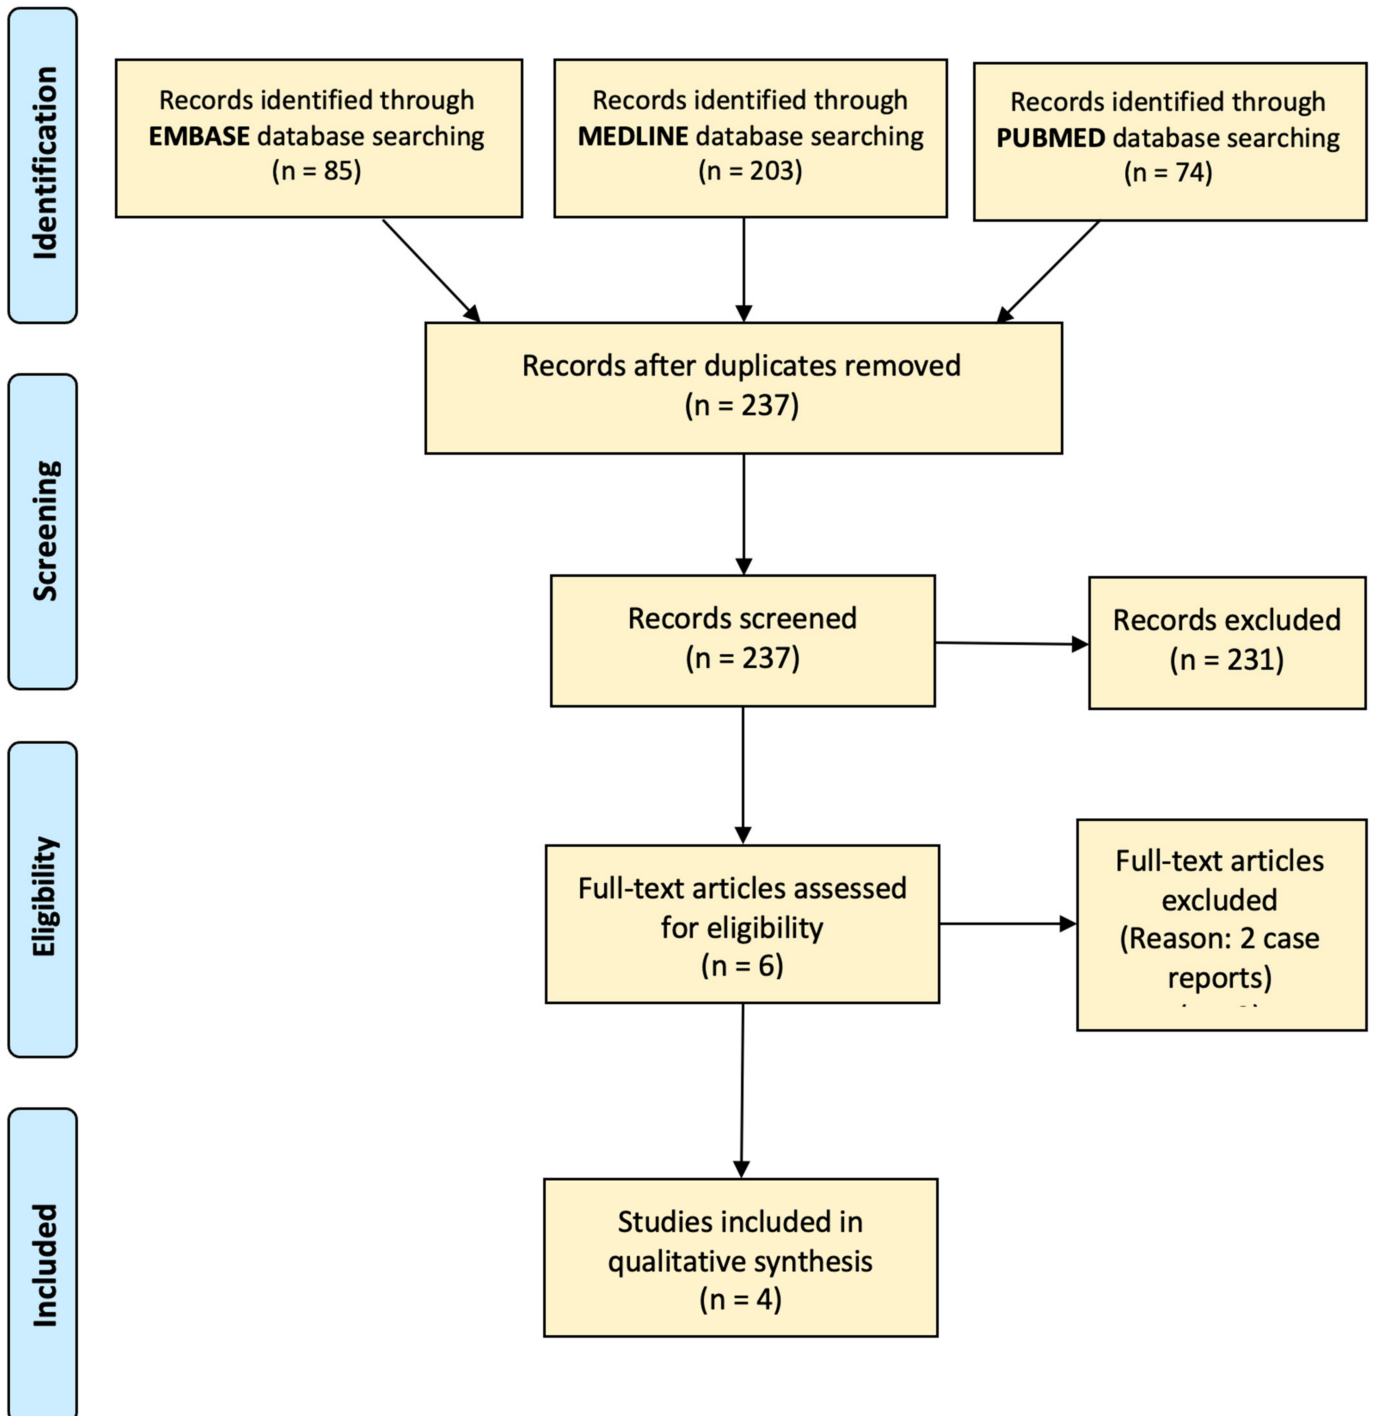 Identification
Records identified through
EMBASE database searching
(n = 85)
Records identified through
MEDLINE database searching
(n = 203)
Records identified through
PUBMED database searching
(n = 74)
Records after duplicates removed
(n = 237)
Screening
Records screened
(n = 237)
Records excluded
(n = 231)
Eligibility
Full-text articles assessed
for eligibility
(n = 6)
Full-text articles
excluded
(Reason: 2 case
reports)
Included
Studies included in
qualitative synthesis
(n = 4)